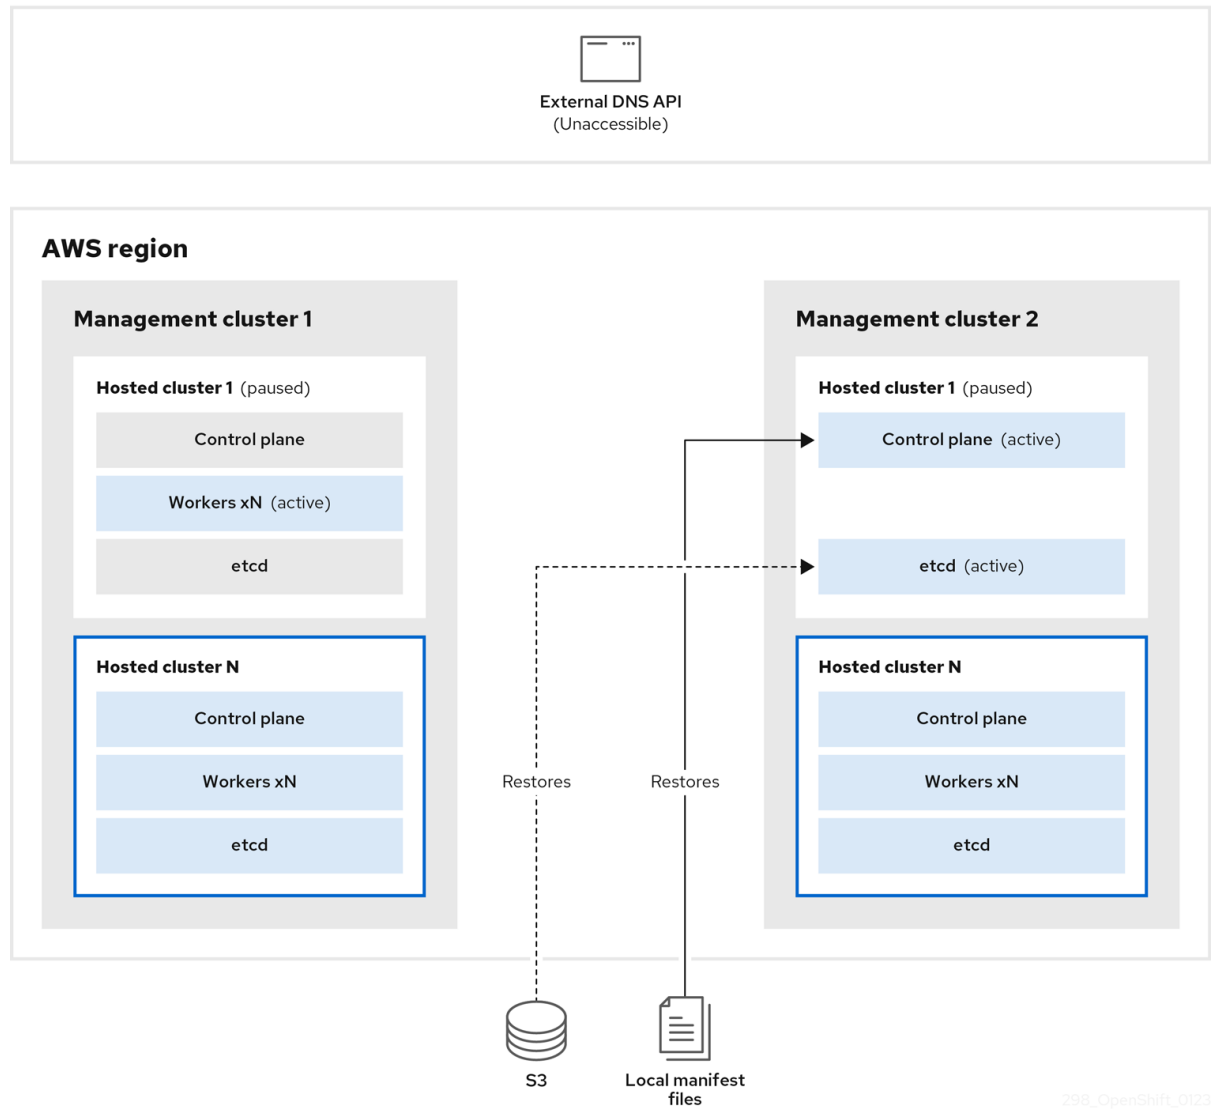 External DNS API
(Unaccessible)
AWS region
Management cluster 1
Hosted cluster 1 (paused)
Control plane
Workers xN (active)
etcd
Hosted cluster N
Control plane
Workers xN
etcd
Management cluster 2
Hosted cluster 1 (paused)
Control plane (active)
etcd (active)
Hosted cluster N
Control plane
Workers xN
etcd
Restores
Restores
S3
Local manifest
files
298_OpenShift_0123